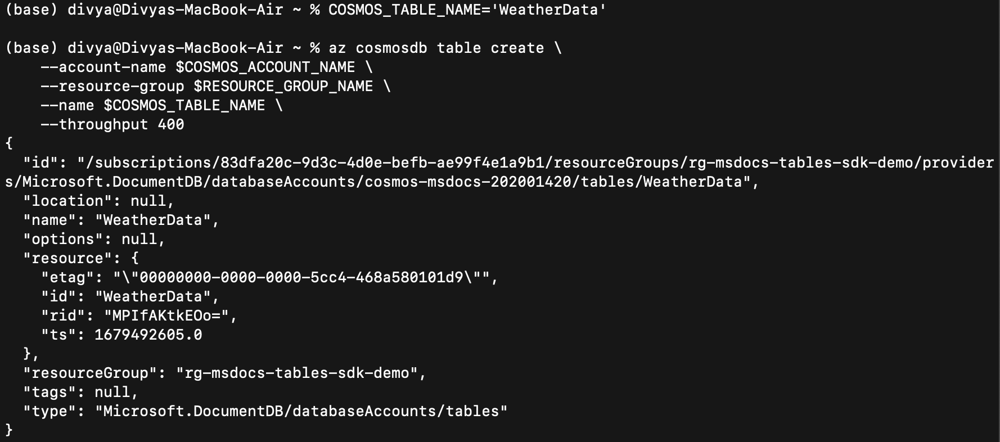 (base) divya@Divyas-MacBook-Air ~ % COSMOS_TABLE_NAME='WeatherData'
(base) divya@Divyas-MacBook-Air ~ % az cosmosdb table create \
    --account-name $COSMOS_ACCOUNT_NAME \
    --resource-group $RESOURCE_GROUP_NAME \
    --name $COSMOS_TABLE_NAME \
    --throughput 400
{
  "id": "/subscriptions/83dfa20c-9d3c-4d0e-befb-ae99f4e1a9b1/resourceGroups/rg-msdocs-tables-sdk-demo/provider
s/Microsoft.DocumentDB/databaseAccounts/cosmos-msdocs-202001420/tables/WeatherData",
  "location": null,
  "name": "WeatherData",
  "options": null,
  "resource": {
    "etag": "\"00000000-0000-0000-5cc4-468a580101d9\"",
    "id": "WeatherData",
    "rid": "MPIfAKtkEOo=",
    "ts": 1679492605.0
  },
  "resourceGroup": "rg-msdocs-tables-sdk-demo",
  "tags": null,
  "type": "Microsoft.DocumentDB/databaseAccounts/tables"
}